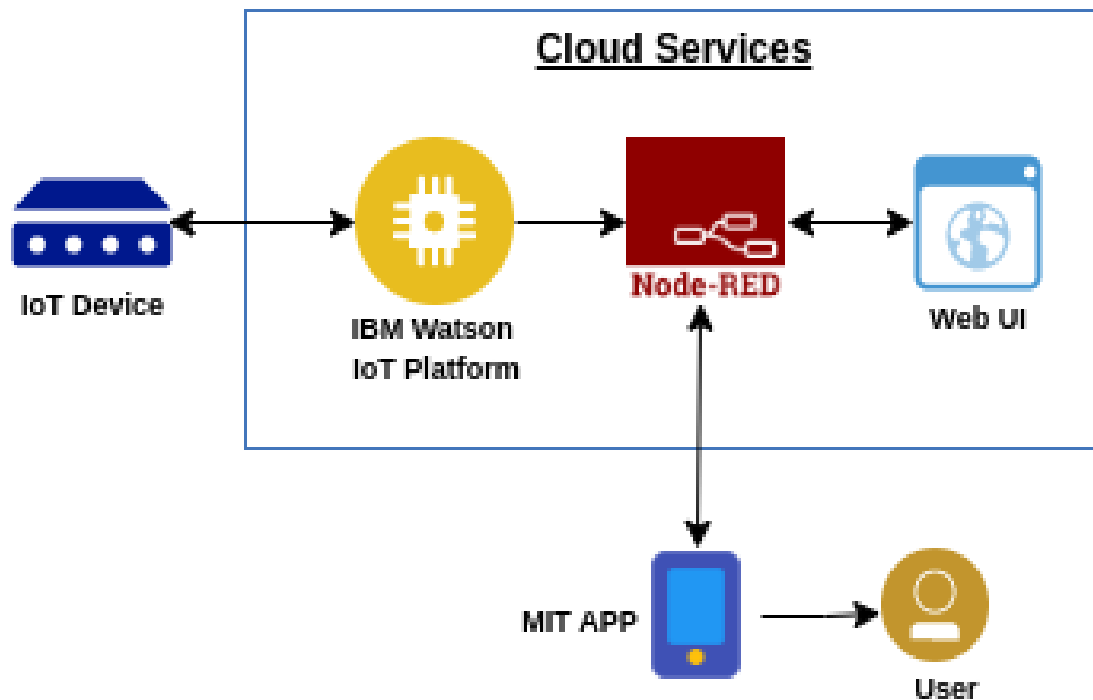 Cloud Services
IoT Device
IBM Watson
IoT Platform
Node-RED
Web UI
MIT APP
User